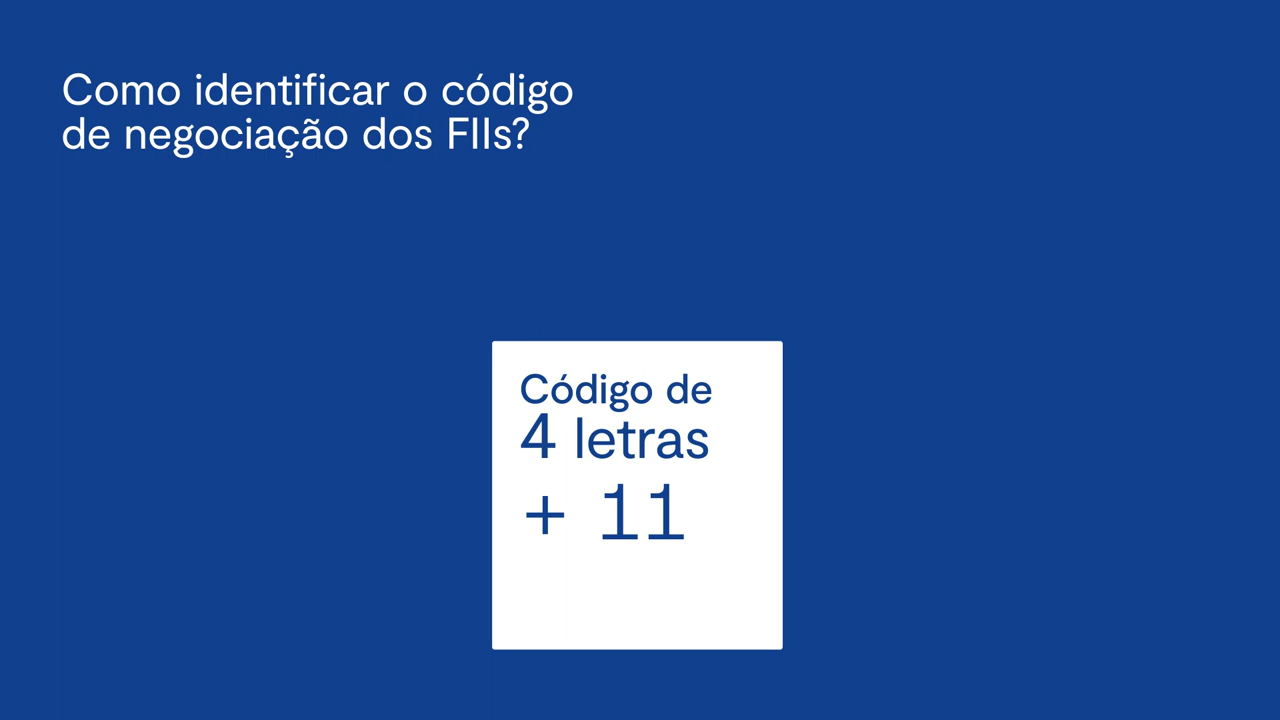 Como identificar o código
de negociação dos FIIs?
Código de
4 letras
+ 11